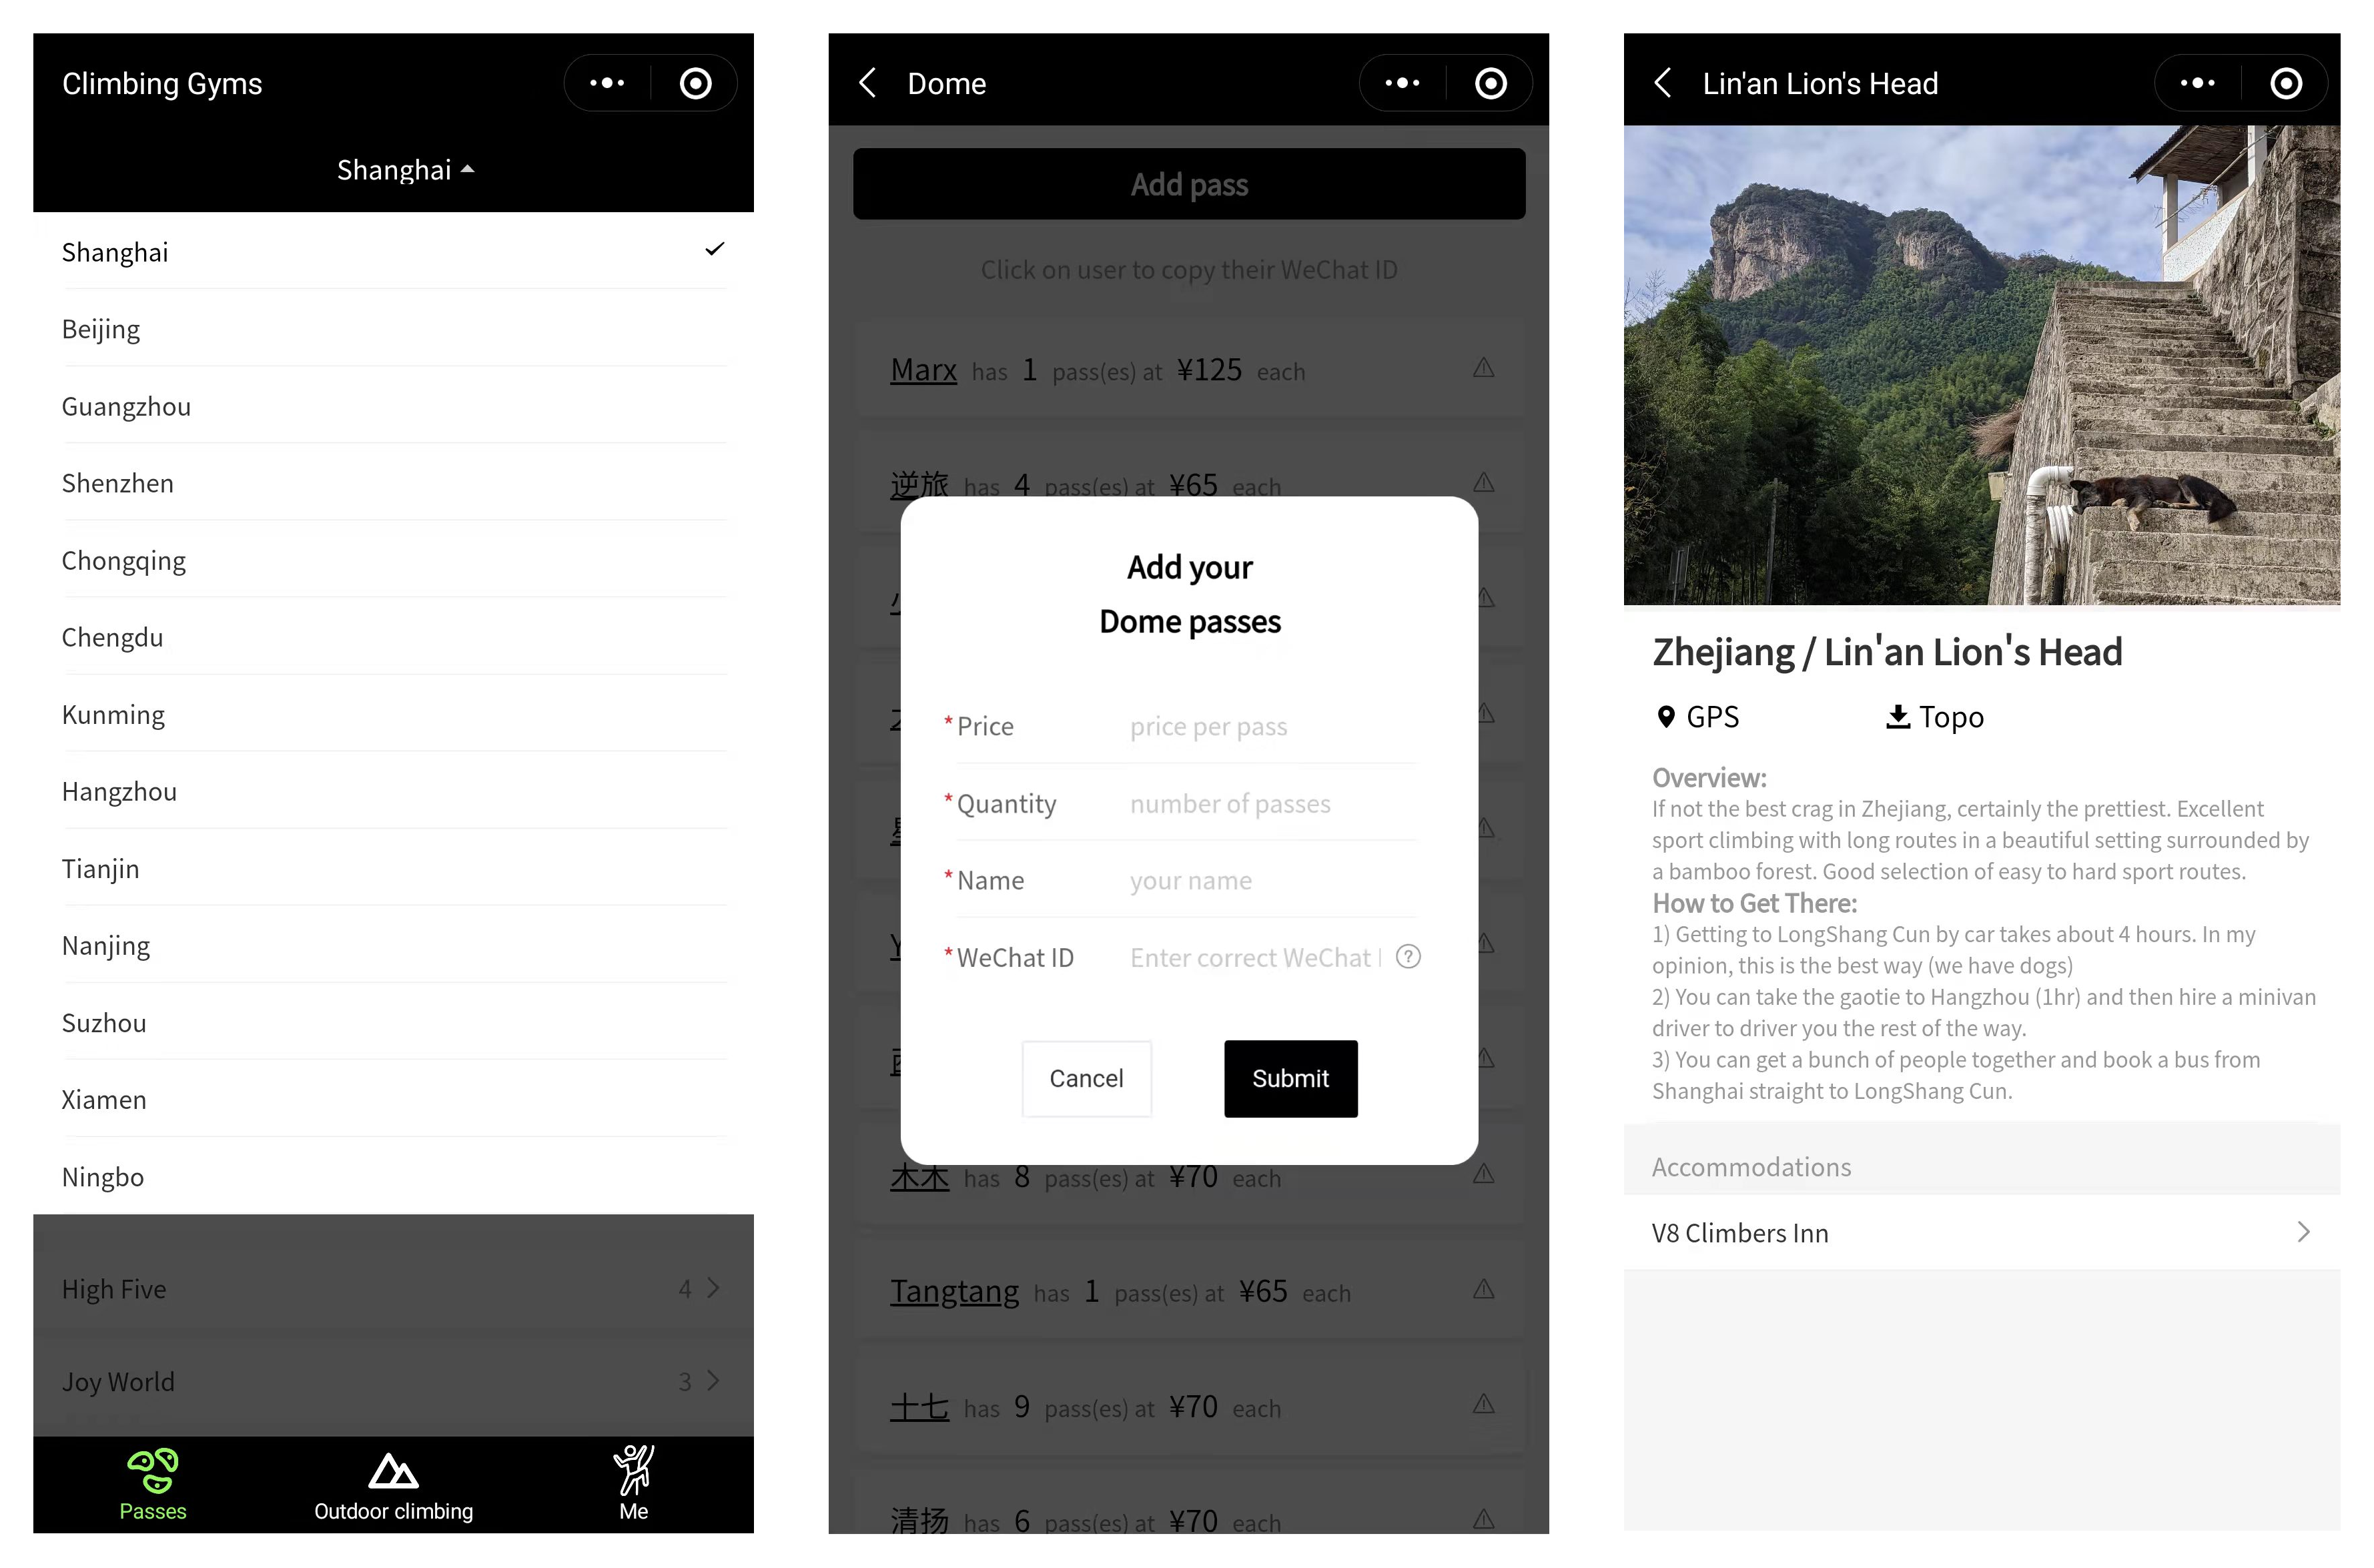 Climbing Gyms
Shanghai
Shanghai
Beijing
Guangzhou
Shenzhen
Chongqing
Chengdu
Kunming
Hangzhou
Tianjin
Nanjing
Suzhou
Xiamen
Ningbo
High Five 4
Joy World 3
Passes
Outdoor climbing
Me
Dome
Add pass
Click on user to copy their WeChat ID
Marx has 1 pass(es) at ¥125 each
逆旅 has 4 pass(es) at ¥65 each
Add your
Dome passes
*Price price per pass
*Quantity number of passes
*Name your name
*WeChat ID Enter correct WeChat I ?
Cancel Submit
木木 has 8 pass(es) at ¥70 each
Tangtang has 1 pass(es) at ¥65 each
土七 has 9 pass(es) at ¥70 each
清扬 has 6 pass(es) at ¥70 each
Lin'an Lion's Head
Zhejiang / Lin'an Lion's Head
GPS Topo
Overview:
If not the best crag in Zhejiang, certainly the prettiest. Excellent
sport climbing with long routes in a beautiful setting surrounded by
a bamboo forest. Good selection of easy to hard sport routes.
How to Get There:
1) Getting to LongShang Cun by car takes about 4 hours. In my
opinion, this is the best way (we have dogs)
2) You can take the gaotie to Hangzhou (1hr) and then hire a minivan
driver to driver you the rest of the way.
3) You can get a bunch of people together and book a bus from
Shanghai straight to LongShang Cun.
Accommodations
V8 Climbers Inn